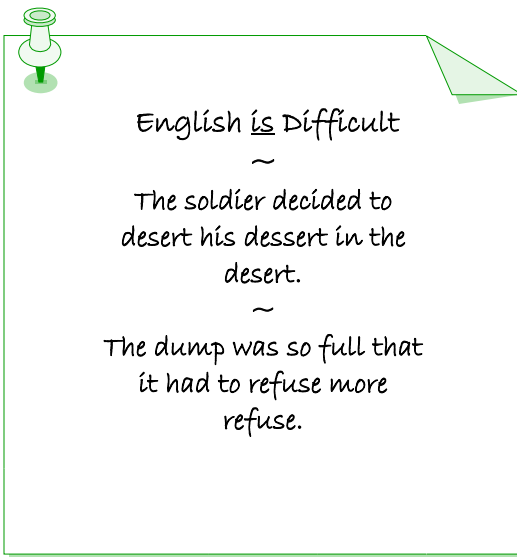 English is Difficult
~
The soldier decided to
desert his dessert in the
desert.
~
The dump was so full that
it had to refuse more
refuse.